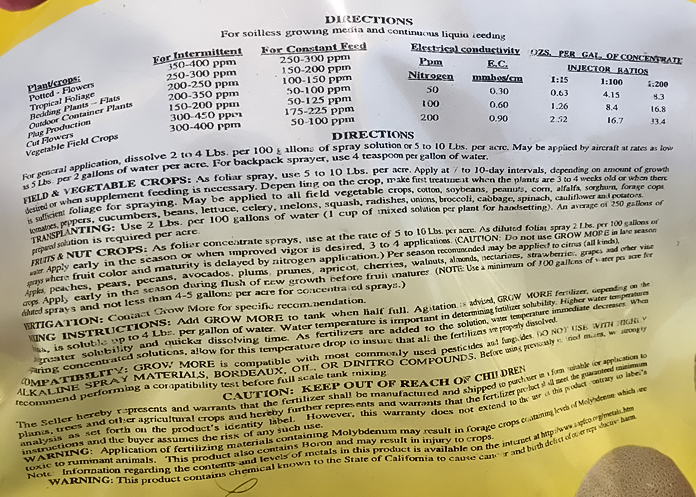 DIRECTIONS
For soilless growing media and continuous liquid feeding
Plant/crops: For Intermittent For Constant Feed Electrical conductivity OZS. PER GAL. OF CONCENTRATE
Potted - Flowers 350-400 ppm 250-300 ppm Ppm E.C. INJECTOR RATIOS
Tropical Foliage 250-300 ppm 150-200 ppm Nitrogen mmhos/cm 1:15 1:100 1:200
Bedding Plants - Flats 200-250 ppm 100-150 ppm 50 0.30 0.63 4.15 8.3
Outdoor Container Plants 200-350 ppm 50-100 ppm 100 0.60 1.26 8.4 16.8
Plug Production 150-200 ppm 50-125 ppm 200 0.90 2.52 16.7 33.4
Cut Flowers 300-450 ppm 175-225 ppm
Vegetable Field Crops 300-400 ppm 50-100 ppm
DIRECTIONS
For general application, dissolve 2 to 4 Lbs. per 100 gallons of spray solution or 5 to 10 Lbs. per acre. May be applied by aircraft at rates as low
as 5 Lbs. per 2 gallons of water per acre. For backpack sprayer, use 4 teaspoon per gallon of water.
FIELD & VEGETABLE CROPS: As foliar spray, use 5 to 10 Lbs. per acre. Apply at 7 to 10-day intervals, depending on amount of growth
desired or when supplement feeding is necessary. Depending on the crop, make first treatment when the plants are 3 to 4 weeks old or when there
is sufficient foliage for spraying. May be applied to all field vegetable crops, cotton, soybeans, peanuts, corn, alfalfa, sorghum, forage cops
tomatoes, peppers, cucumbers, beans, lettuce, celery, melons, squash, radishes, onions, broccoli, cabbage, spinach, cauliflower and potatoes.
TRANSPLANTING: Use 2 Lbs. per 100 gallons of water (1 cup of mixed solution per plant for handsetting). An average of 250 gallons of
prepared solution is required per acre.
FRUITS & NUT CROPS: As foliar concentrate sprays, use at the rate of 5 to 10 Lbs. per acre. As diluted foliar spray 2 Lbs. per 100 gallons of
water. Apply early in the season or when improved vigor is desired, 3 to 4 applications. (CAUTION: Do not use GROW MORE in late season
sprays where fruit color and maturity is delayed by nitrogen application.) Per season recommended may be applied to citrus (all kinds),
Apples, peaches, pears, pecans, avocados, plums, prunes, apricot, cherries, walnuts, almonds, nectarines, strawberries, grapes and other vine
crops. Apply early in the season during flush of new growth before fruit matures (NOTE: Use a minimum of 100 gallons of water per acre for
diluted sprays and not less than 4-5 gallons per acre for concentrated sprays.)
RTIGATION: Contact Grow More for specific recommendation.
ING INSTRUCTIONS: Add GROW MORE to tank when half full. Agitation is advised, GROW MORE fertilizer, depending on the
is soluble up to 4 Lbs. per gallon of water. Water temperature is important in determining fertilizer solubility. Higher water temperatures
greater solubility and quicker dissolving time. As fertilizers are added to the solution, water temperature immediate decreases. When
aring concentrated solutions, allow for this temperature drop to insure that all the fertilizers are properly dissolved.
OMPATIBILITY: GROW MORE is compatible with most commonly used pesticides and fungicides. DO NOT USE WITH HIGHLY
ALKALINE SPRAY MATERIALS, BORDEAUX, OIL, OR DINITRO COMPOUNDS. Before using previously mixes, we strongly
recommend performing a compatibility test before full scale tank mixing.
CAUTION: KEEP OUT OF REACH OF CHILDREN
The Seller hereby represents and warrants that the fertilizer shall be manufactured and shipped to purchaser in a form suitable for application to
plants, trees and other agricultural crops and hereby further represents and warrants that the fertilizer product all meet the guaranteed minimum
analysis as set forth on the product's identity label. However, this warranty does not extend to the use of this product contrary to label's
instructions and the buyer assumes the risk of any such use.
WARNING: Application of fertilizing materials containing Molybdenum may result in forage crops containing levels of Molybdenum which are
toxic to ruminant animals. This product also contains Boron and may result in injury to crops.
Note. Information regarding the contents and levels of metals in this product is available on the internet at http://www.aapfco.org/metals.htm
WARNING: This product contains chemical known to the State of California to cause cancer and birth defect of other reproductive harm.